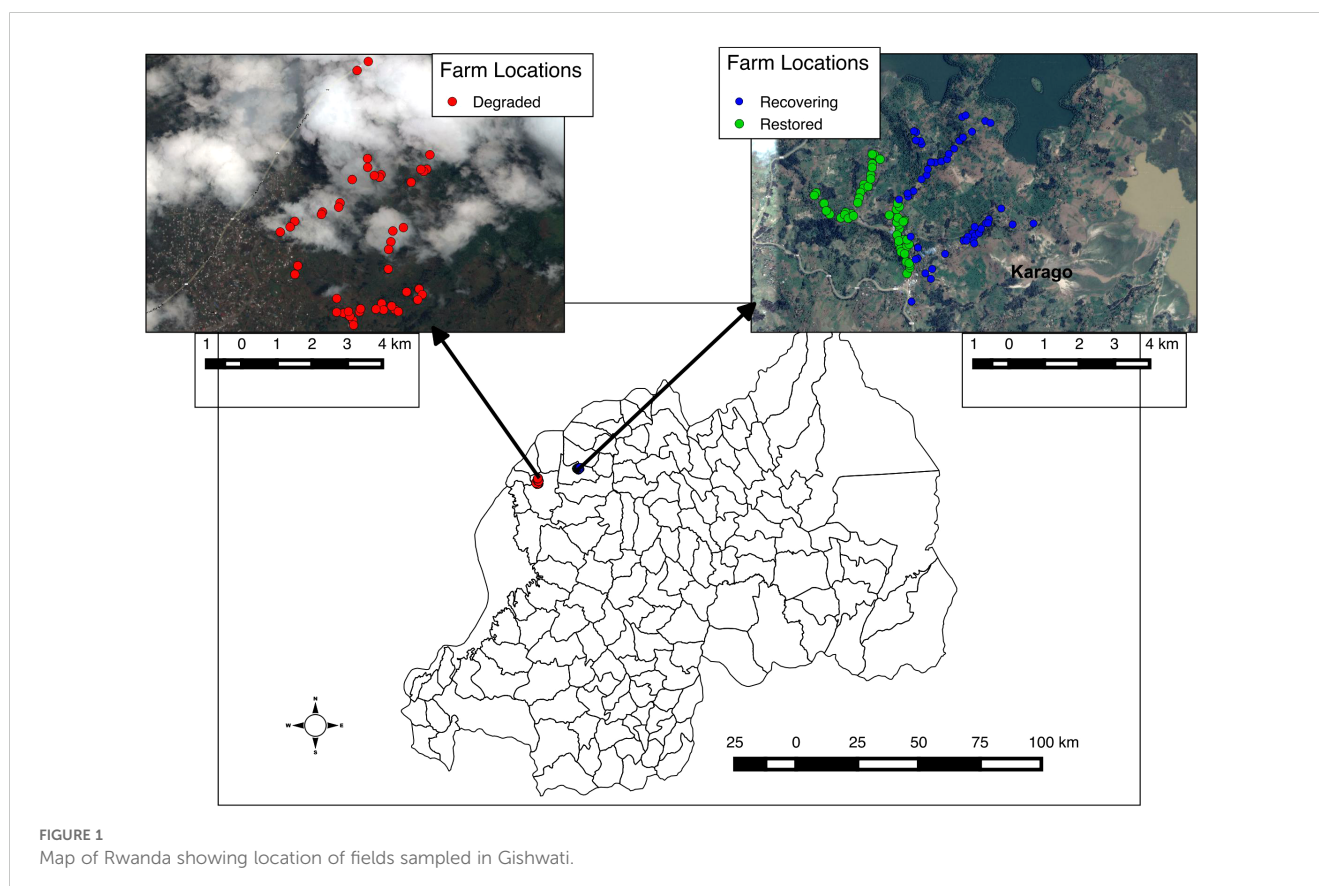 Farm Locations
Degraded
Farm Locations
Recovering
Restored
Karago
1 0 1 2 3 4 km
1 0 1 2 3 4 km
N
W E
S
25 0 25 50 75 100 km
FIGURE 1
Map of Rwanda showing location of fields sampled in Gishwati.